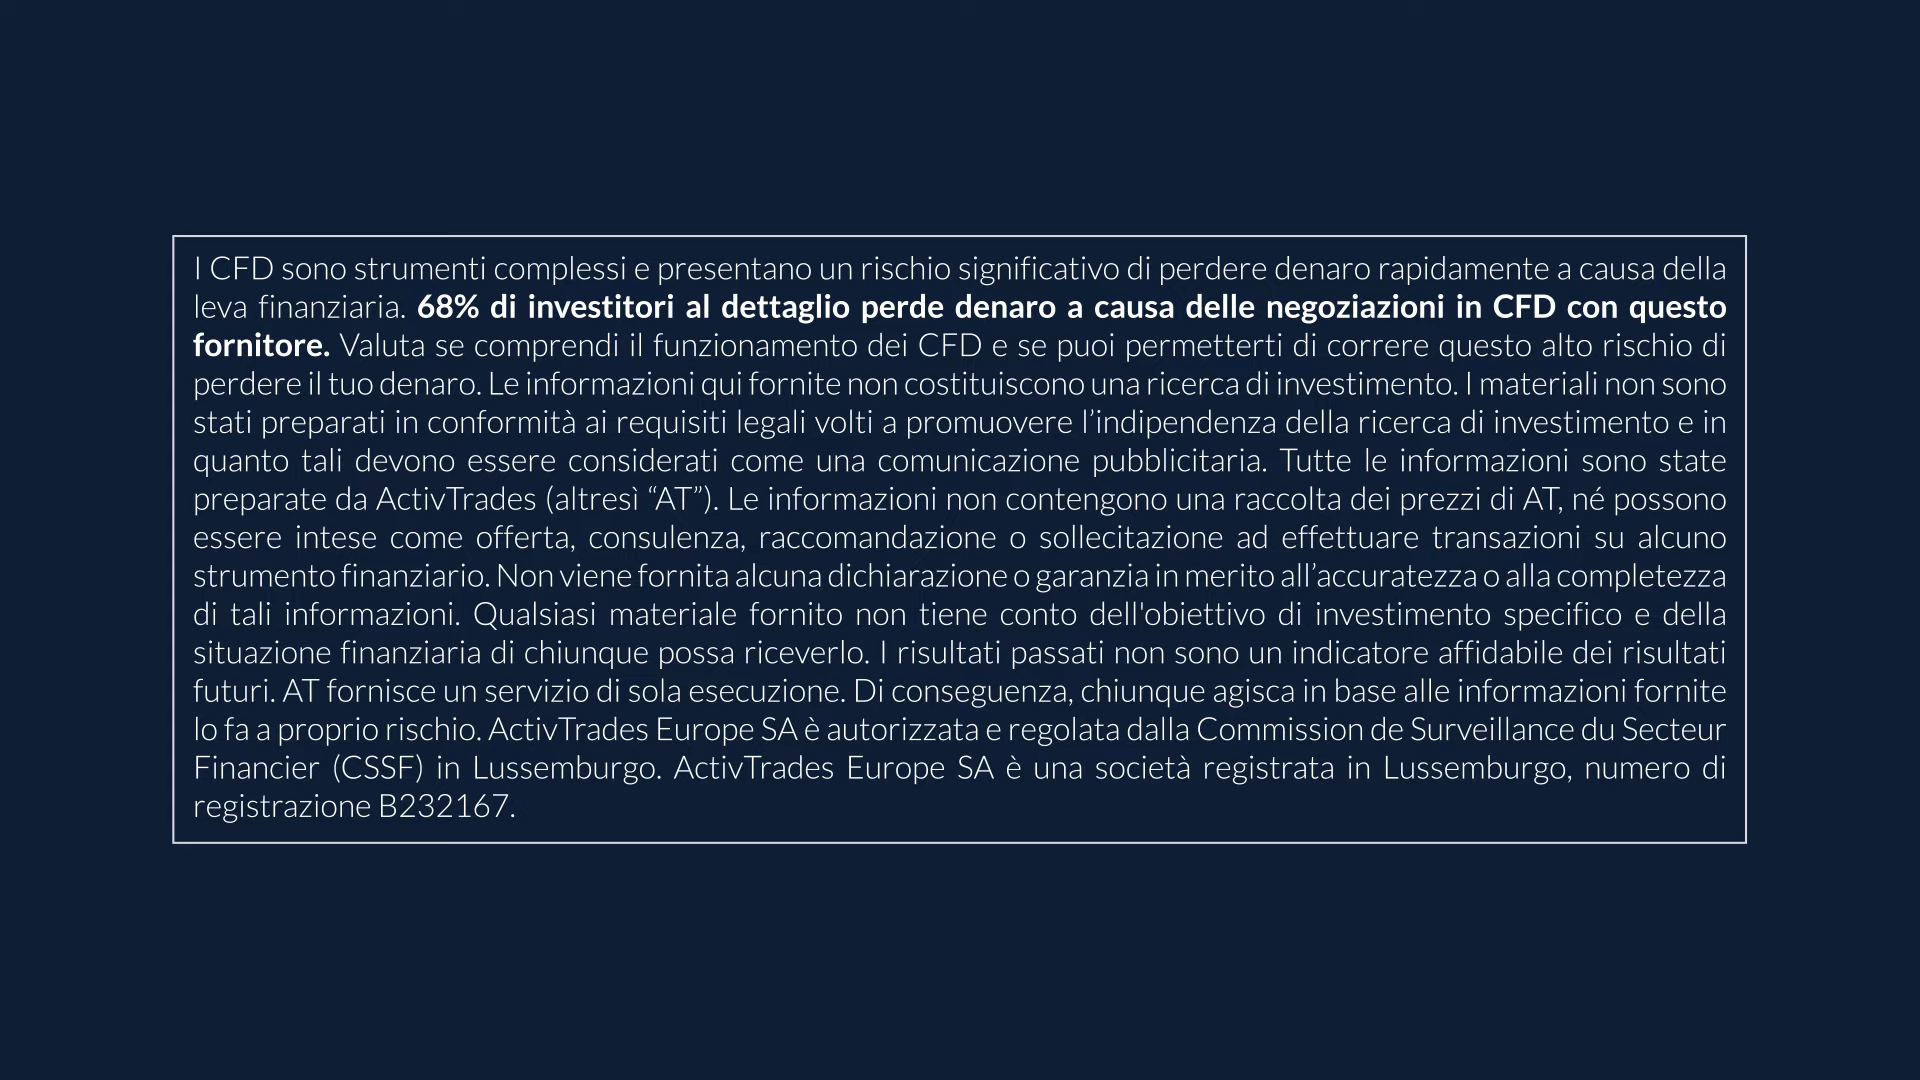 I CFD sono strumenti complessi e presentano un rischio significativo di perdere denaro rapidamente a causa della
leva finanziaria. 68% di investitori al dettaglio perde denaro a causa delle negoziazioni in CFD con questo
fornitore. Valuta se comprendi il funzionamento dei CFD e se puoi permetterti di correre questo alto rischio di
perdere il tuo denaro. Le informazioni qui fornite non costituiscono una ricerca di investimento. I materiali non sono
stati preparati in conformità ai requisiti legali volti a promuovere l’indipendenza della ricerca di investimento e in
quanto tali devono essere considerati come una comunicazione pubblicitaria. Tutte le informazioni sono state
preparate da ActivTrades (altresì “AT”). Le informazioni non contengono una raccolta dei prezzi di AT, né possono
essere intese come offerta, consulenza, raccomandazione o sollecitazione ad effettuare transazioni su alcuno
strumento finanziario. Non viene fornita alcuna dichiarazione o garanzia in merito all’accuratezza o alla completezza
di tali informazioni. Qualsiasi materiale fornito non tiene conto dell'obiettivo di investimento specifico e della
situazione finanziaria di chiunque possa riceverlo. I risultati passati non sono un indicatore affidabile dei risultati
futuri. AT fornisce un servizio di sola esecuzione. Di conseguenza, chiunque agisca in base alle informazioni fornite
lo fa a proprio rischio. ActivTrades Europe SA è autorizzata e regolata dalla Commission de Surveillance du Secteur
Financier (CSSF) in Lussemburgo. ActivTrades Europe SA è una società registrata in Lussemburgo, numero di
registrazione B232167.